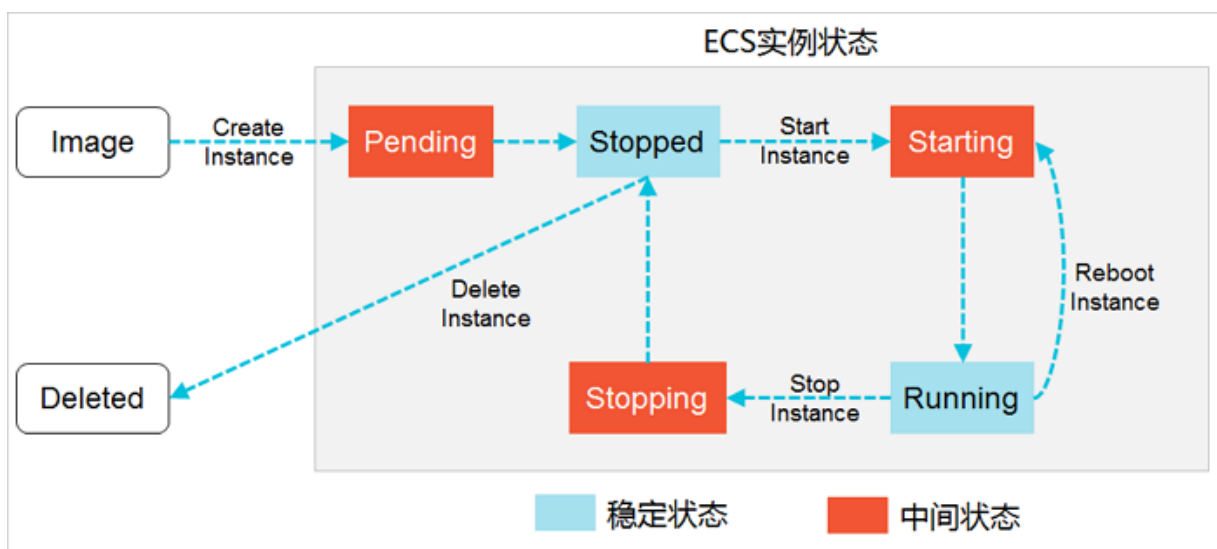 ECS实例状态
Image
Create
Instance
Pending
Stopped
Start
Instance
Starting
Delete
Instance
Reboot
Instance
Deleted
Stopping
Stop
Instance
Running
稳定状态
中间状态